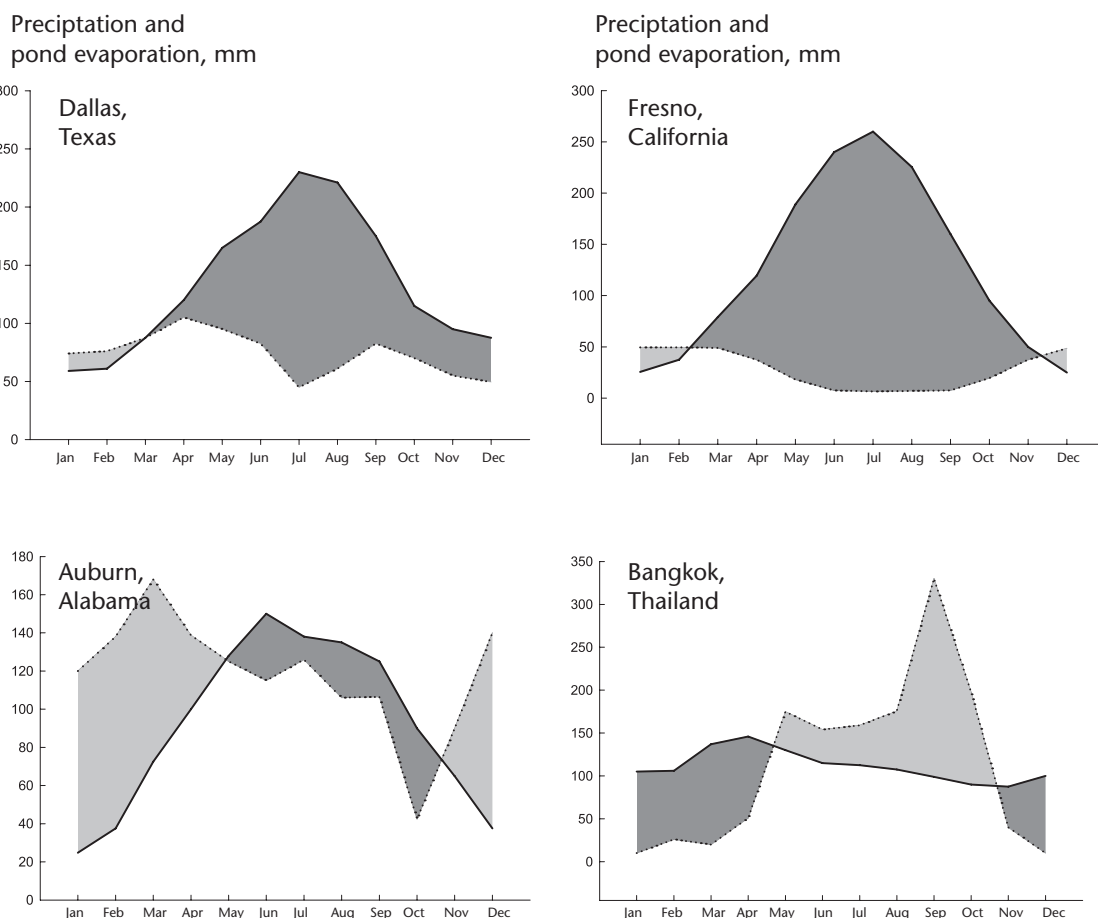 Preciptation and
pond evaporation, mm
Preciptation and
pond evaporation, mm
Dallas,
Texas
300
250
200
150
100
50
0
Jan Feb Mar Apr May Jun Jul Aug Sep Oct Nov Dec
Fresno,
California
300
250
200
150
100
50
0
Jan Feb Mar Apr May Jun Jul Aug Sep Oct Nov Dec
Auburn,
Alabama
180
160
140
120
100
80
60
40
20
0
Jan Feb Mar Apr May Jun Jul Aug Sep Oct Nov Dec
Bangkok,
Thailand
350
300
250
200
150
100
50
0
Jan Feb Mar Apr May Jun Jul Aug Sep Oct Nov Dec